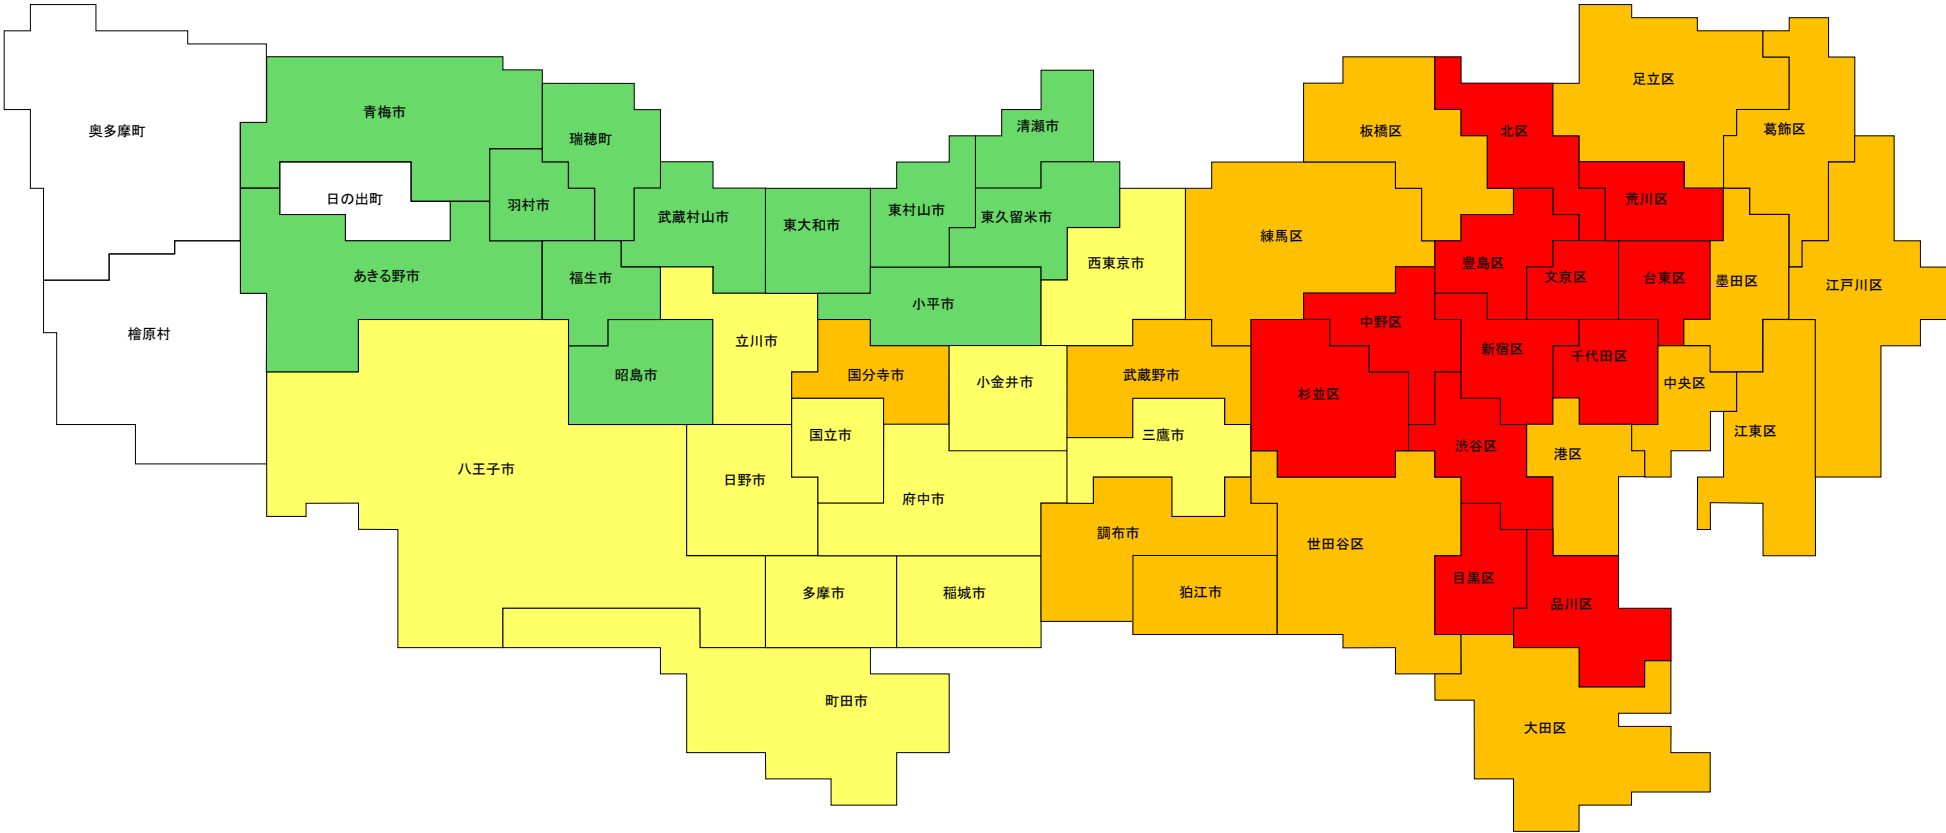 足立区
青梅市
奥多摩町
瑞穂町
清瀬市
板橋区
北区
葛飾区
日の出町
羽村市
武蔵村山市
東大和市
東村山市
東久留米市
荒川区
練馬区
西東京市
豊島区
あきる野市
福生市
文京区
台東区
墨田区
江戸川区
小平市
檜原村
中野区
立川市
新宿区
千代田区
昭島市
国分寺市
小金井市
武蔵野市
杉並区
中央区
国立市
三鷹市
渋谷区
港区
江東区
八王子市
日野市
府中市
調布市
世田谷区
多摩市
稲城市
狛江市
目黒区
品川区
町田市
大田区